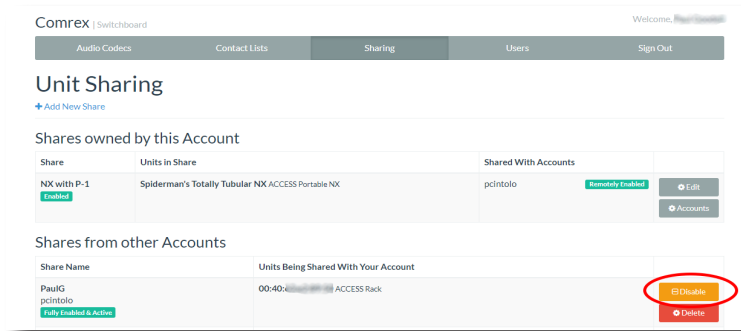 Comrex | Switchboard
Welcome,
Audio Codecs Contact Lists Sharing Users Sign Out
Unit Sharing
+ Add New Share
Shares owned by this Account
Share Units in Share Shared With Accounts
NX with P-1 Spiderman's Totally Tubular NX ACCESS Portable NX pcintolo Remotely Enabled Edit
Enabled
Accounts
Shares from other Accounts
Share Name Units Being Shared With Your Account
PaulG 00:40: ACCESS Rack Disable
pcintolo
Fully Enabled & Active Delete